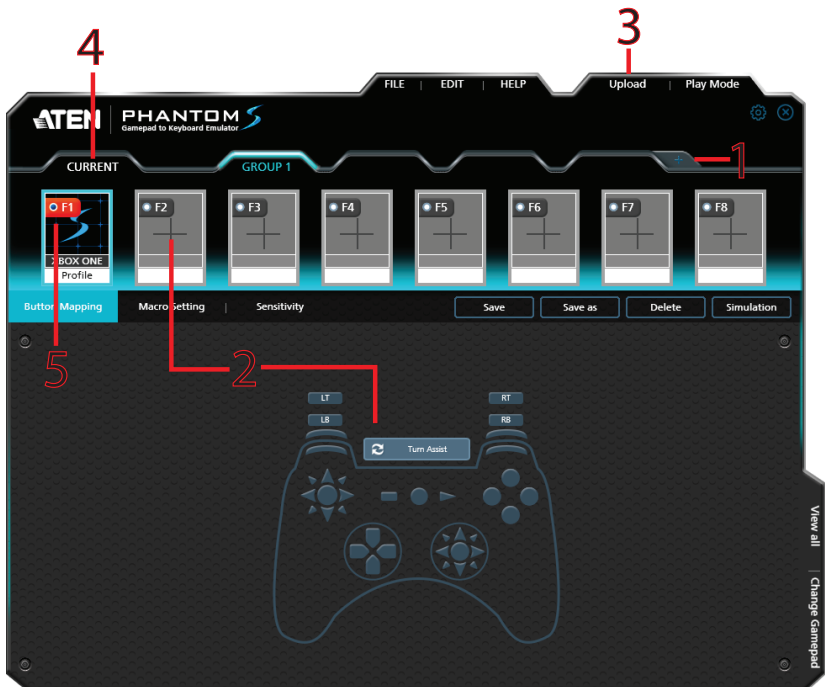 4
3
FILE | EDIT | HELP
Upload | Play Mode
ATEN
PHANTOM S
Gamepad to Keyboard Emulator
CURRENT
GROUP 1
+
1
F1
F2
F3
F4
F5
F6
F7
F8
XBOX ONE
Profile
Button Mapping
Macro Setting | Sensitivity
Save
Save as
Delete
Simulation
5
2
LT
RT
LB
RB
Turn Assist
View all | Change Gamepad